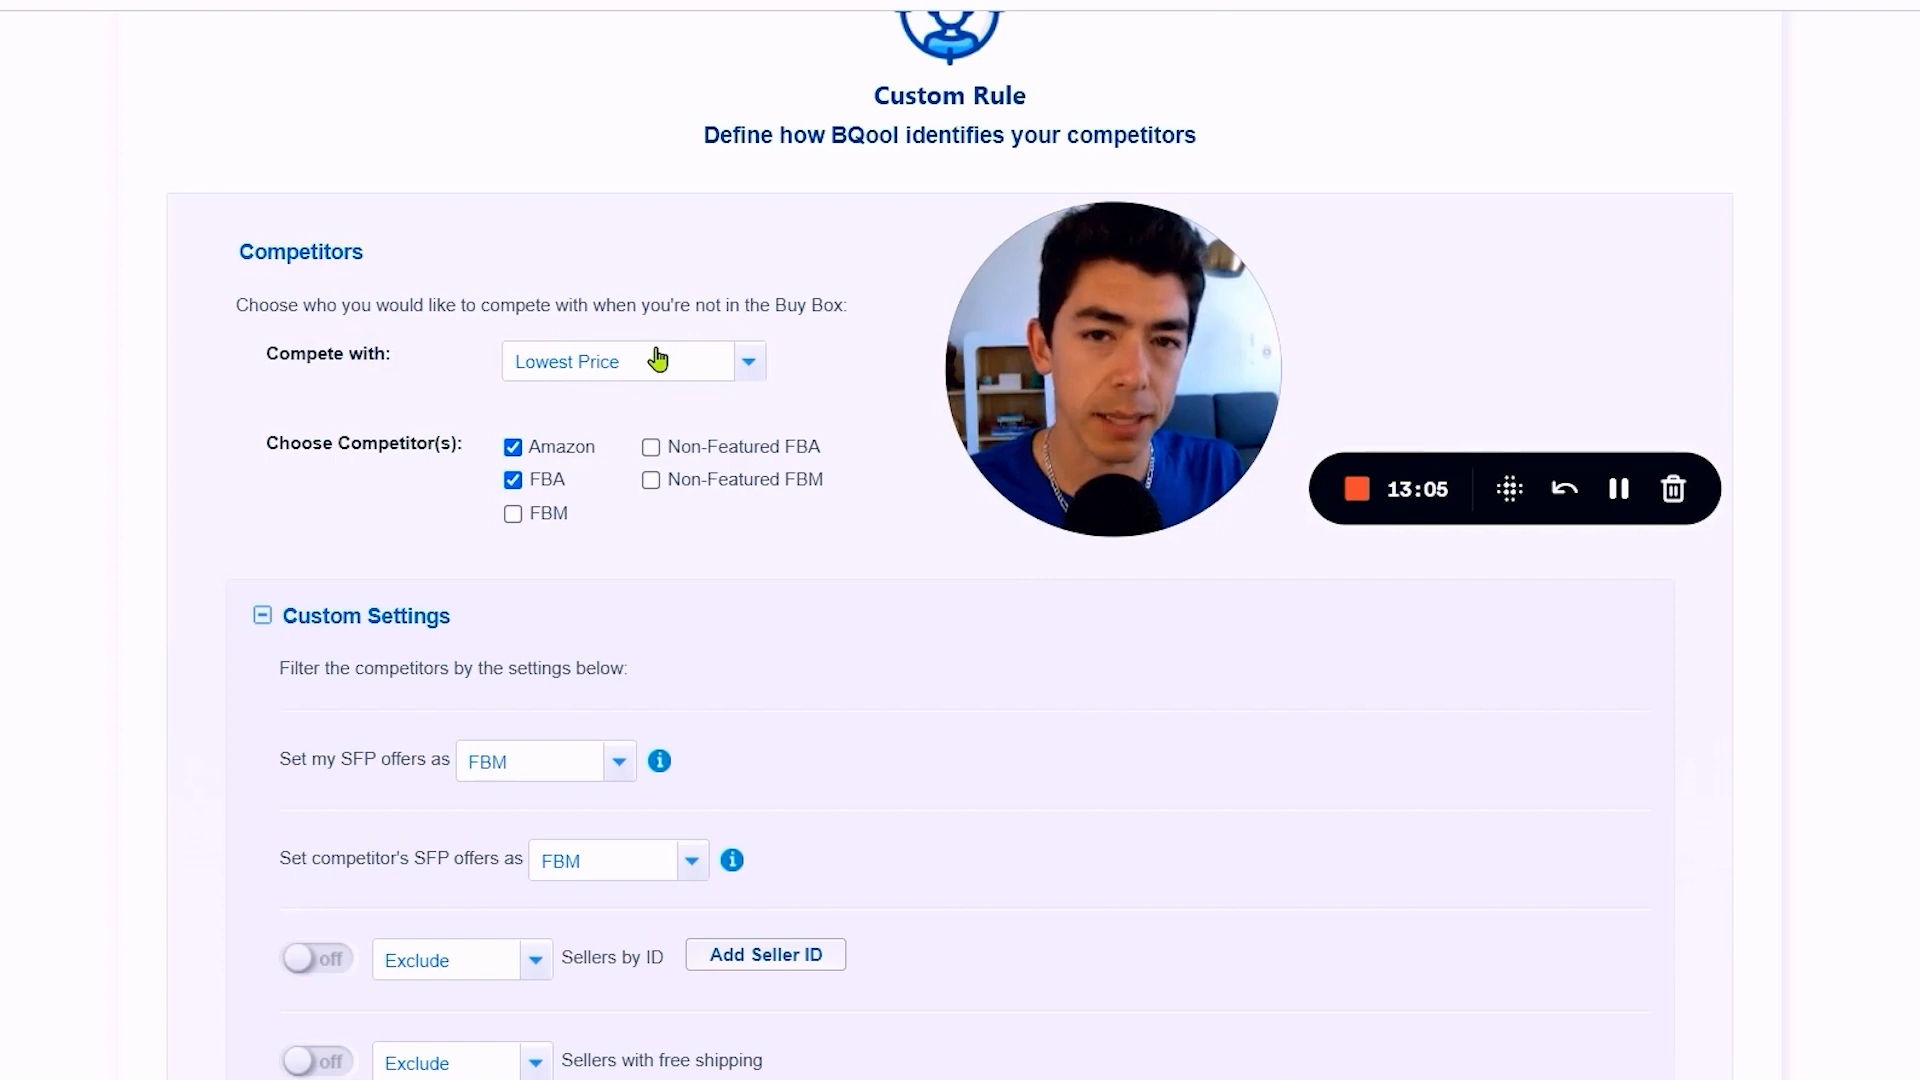 Custom Rule
Define how BQool identifies your competitors
Competitors
Choose who you would like to compete with when you're not in the Buy Box:
Compete with:
Lowest Price
Choose Competitor(s):
Amazon
Non-Featured FBA
FBA
Non-Featured FBM
FBM
13:05
Custom Settings
Filter the competitors by the settings below:
Set my SFP offers as FBM
Set competitor's SFP offers as FBM
off Exclude Sellers by ID Add Seller ID
off Exclude Sellers with free shipping